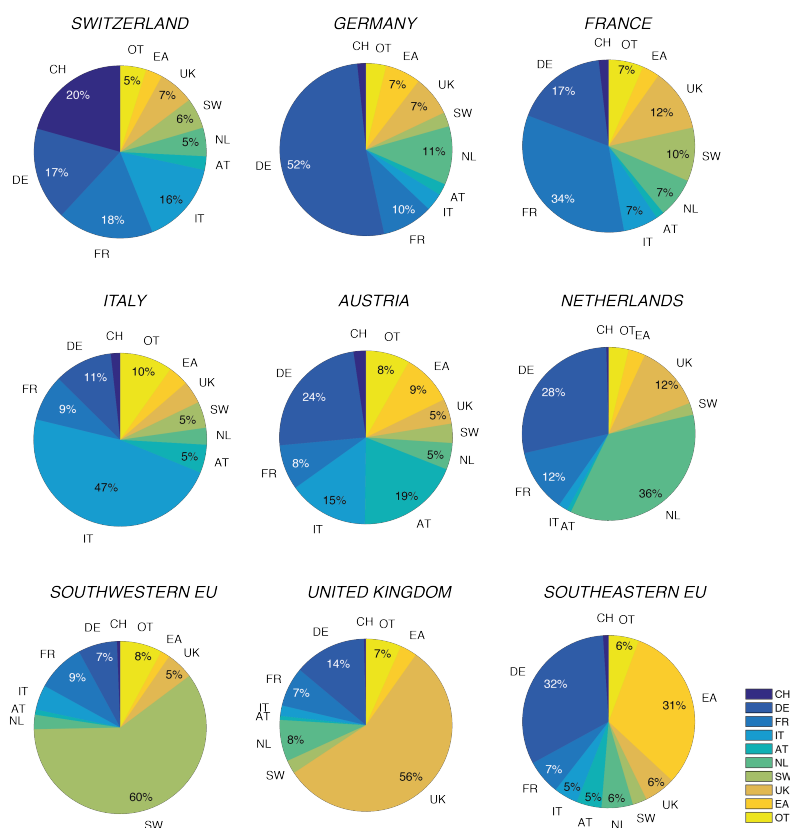 SWITZERLAND
OT
EA
UK
SW
NL
AT
IT
FR
DE
CH
5%
7%
6%
5%
16%
18%
17%
20%
GERMANY
CH
OT
EA
UK
SW
NL
AT
IT
FR
DE
7%
7%
11%
10%
52%
FRANCE
CH
OT
EA
UK
SW
NL
AT
IT
FR
DE
7%
12%
10%
7%
7%
34%
17%
ITALY
CH
OT
EA
UK
SW
NL
AT
IT
FR
DE
10%
5%
5%
47%
9%
11%
AUSTRIA
CH
OT
EA
UK
SW
NL
AT
IT
FR
DE
8%
9%
5%
5%
19%
15%
8%
24%
NETHERLANDS
CH
OT
EA
UK
SW
NL
AT
IT
FR
DE
12%
36%
12%
28%
SOUTHWESTERN EU
CH
OT
EA
UK
SW
NL
AT
IT
FR
DE
8%
5%
60%
9%
7%
UNITED KINGDOM
CH
OT
EA
UK
SW
NL
AT
IT
FR
DE
7%
56%
8%
7%
14%
SOUTHEASTERN EU
CH
OT
EA
UK
SW
NL
AT
IT
FR
DE
6%
31%
6%
6%
5%
5%
7%
32%
CH
DE
FR
IT
AT
NL
SW
UK
EA
OT